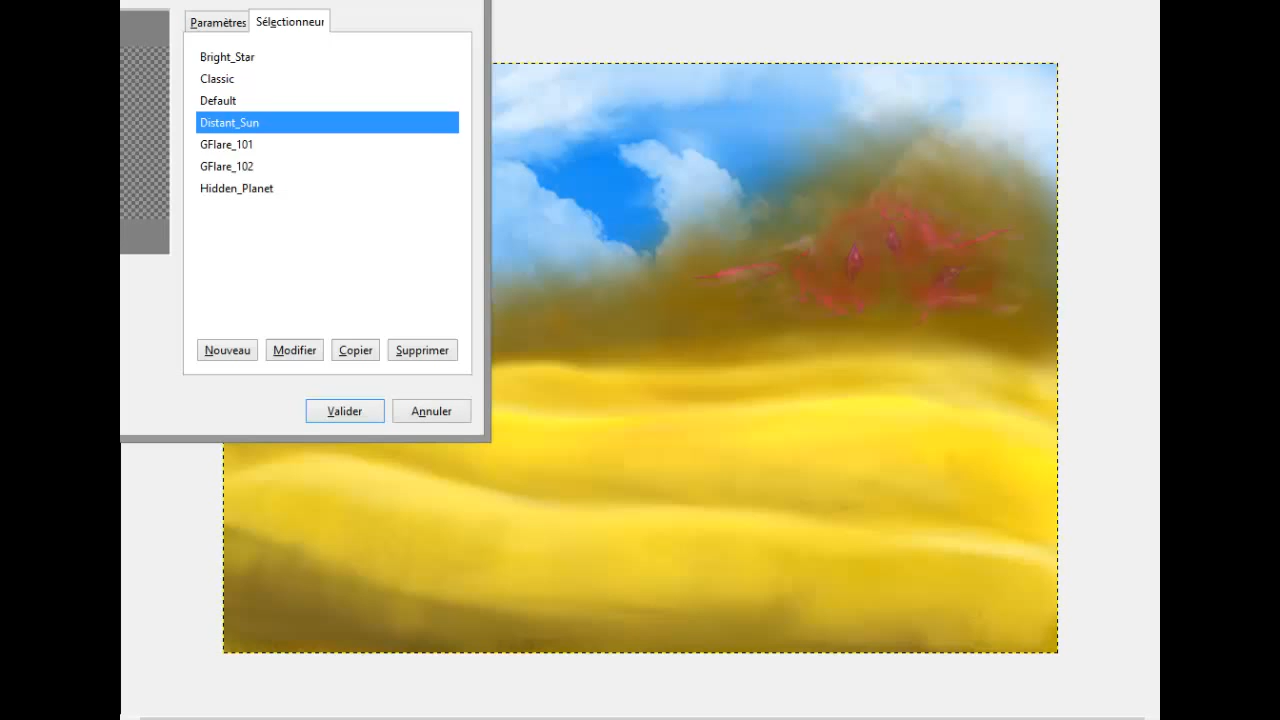 Paramètres Sélectionneur
Bright_Star
Classic
Default
Distant_Sun
GFlare_101
GFlare_102
Hidden_Planet
Nouveau Modifier Copier Supprimer
Valider Annuler